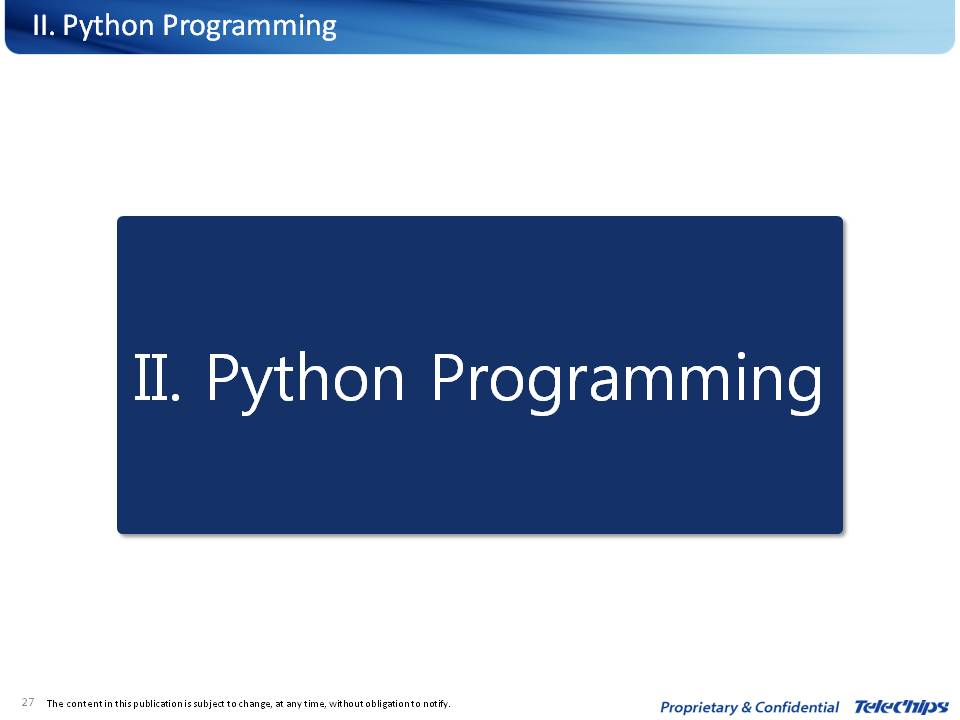 II. Python Programming
II. Python Programming
27 The content in this publication is subject to change, at any time, without obligation to notify.
Proprietary & Confidential TeleChips